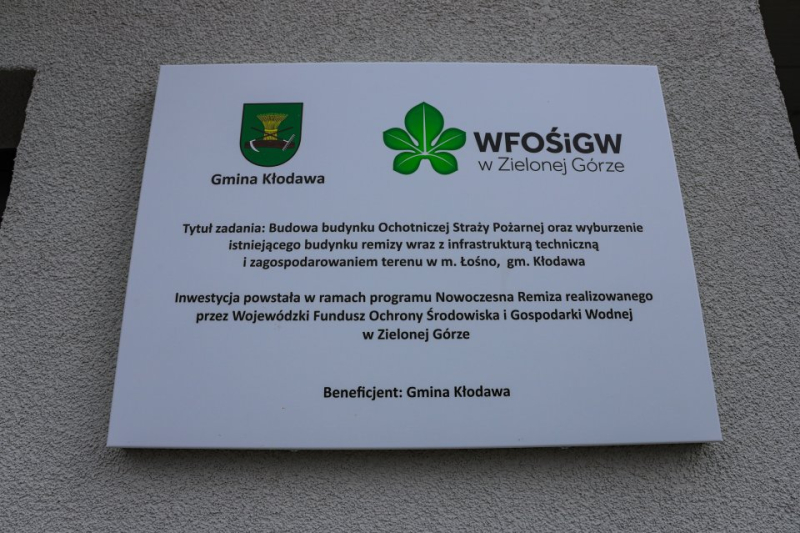 Gmina Kłodawa
WFOŚiGW
w Zielonej Górze
Tytuł zadania: Budowa budynku Ochotniczej Straży Pożarnej oraz wyburzenie
istniejącego budynku remizy wraz z infrastrukturą techniczną
i zagospodarowaniem terenu w m. Łośno, gm. Kłodawa
Inwestycja powstała w ramach programu Nowoczesna Remiza realizowanego
przez Wojewódzki Fundusz Ochrony Środowiska i Gospodarki Wodnej
w Zielonej Górze
Beneficjent: Gmina Kłodawa